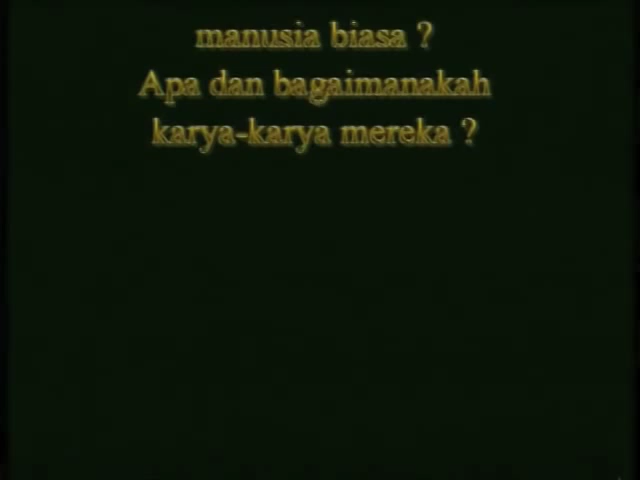 manusia biasa ?
Apa dan bagaimanakah
karya-karya mereka ?